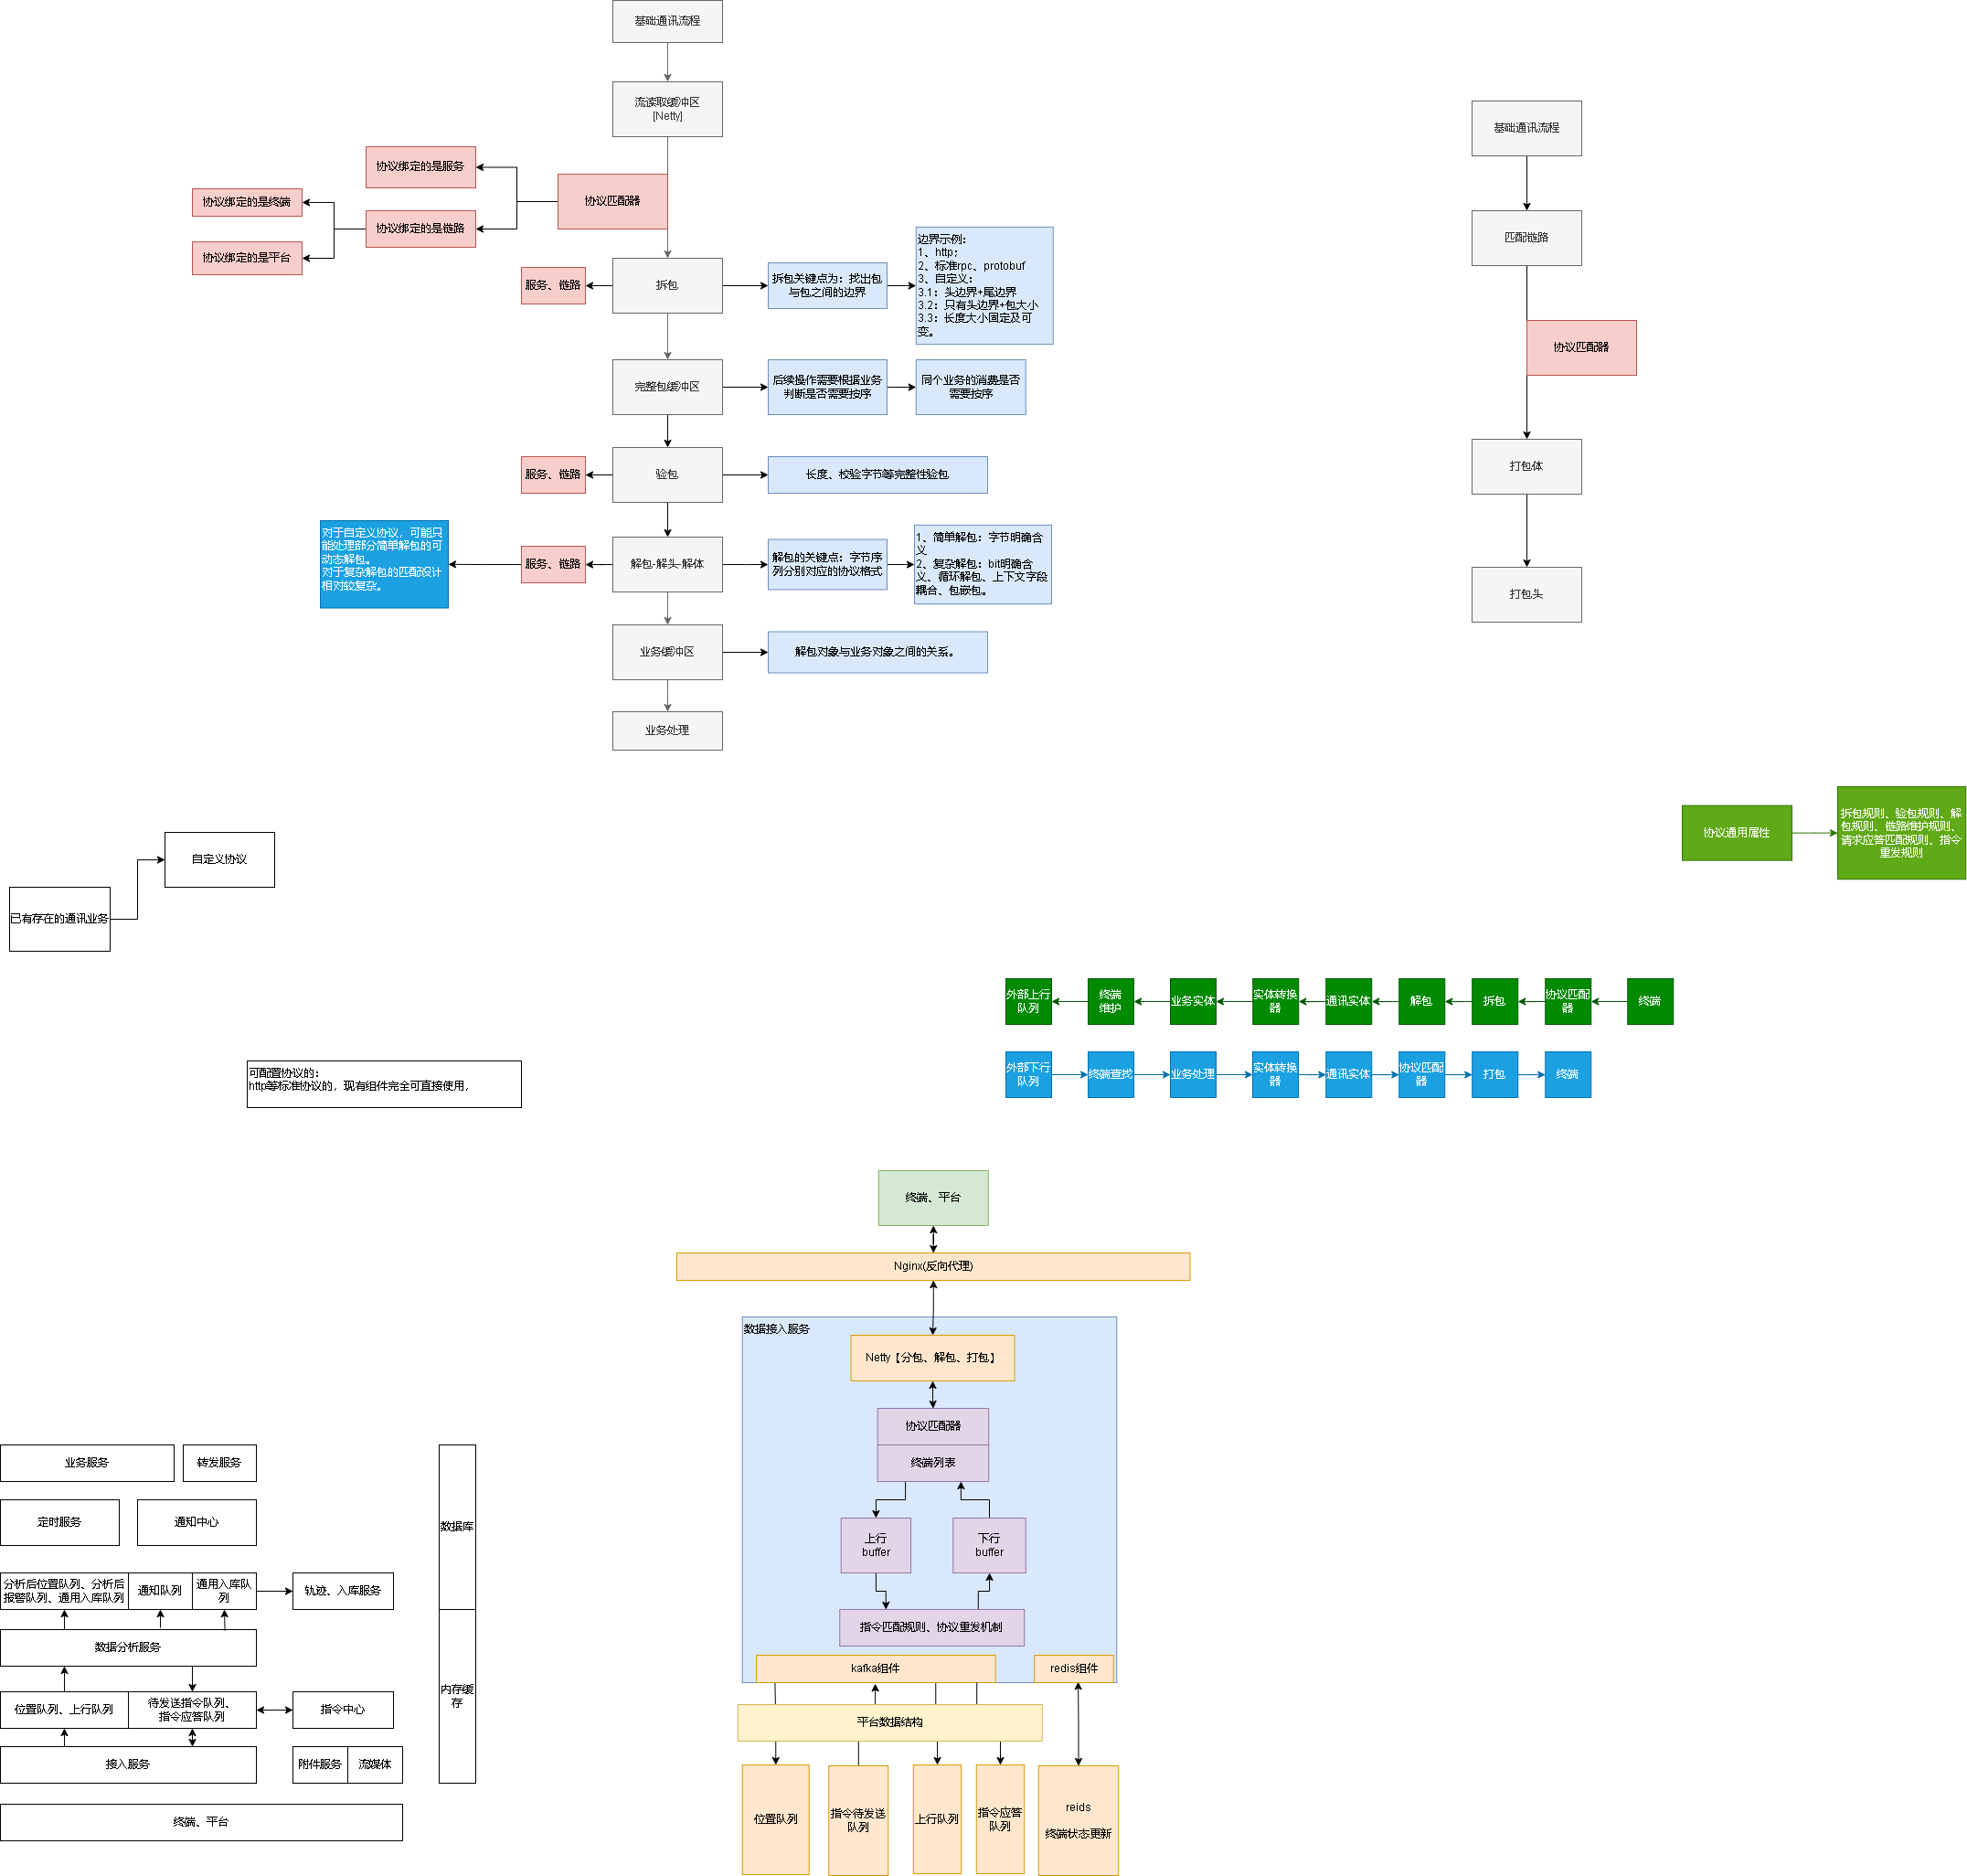 基础通讯流程
流读取缓冲区
[Netty]
协议匹配器
协议绑定的是服务
协议绑定的是链路
协议绑定的是终端
协议绑定的是平台
服务、链路
拆包
拆包关键点为：找出包
与包之间的边界
边界示例：
1、http；
2、标准rpc、protobuf
3、自定义：
3.1：头边界+尾边界
3.2：只有头边界+包大小
3.3：长度大小固定及可
变。
完整包缓冲区
后续操作需要根据业务
判断是否需要按序
同个业务的消费是否
需要按序
服务、链路
验包
长度、校验字节等完整性验包
对于自定义协议，可能只
能处理部分简单解包的可
动态解包。
对于复杂解包的匹配设计
相对较复杂。
服务、链路
解包-解头-解体
解包的关键点：字节序
列分别对应的协议格式
1、简单解包：字节明确含
义
2、复杂解包：bit明确含
义、循环解包、上下文字段
耦合、包嵌包。
业务缓冲区
解包对象与业务对象之间的关系。
业务处理
基础通讯流程
匹配链路
协议匹配器
打包体
打包头
协议通用属性
拆包规则、验包规则、解
包规则、链路维护规则、
请求应答匹配规则、指令
重发规则
自定义协议
已有存在的通讯业务
外部上行
队列
终端
维护
业务实体
实体转换
器
通讯实体
解包
拆包
协议匹配
器
终端
外部下行
队列
终端查找
业务处理
实体转换
器
通讯实体
协议匹配
器
打包
终端
可配置协议的：
http等标准协议的，现有组件完全可直接使用，
终端、平台
Nginx(反向代理)
数据接入服务
Netty【分包、解包、打包】
协议匹配器
终端列表
上行
buffer
下行
buffer
指令匹配规则、协议重发机制
kafka组件
redis组件
平台数据结构
位置队列
指令待发送
队列
上行队列
指令应答
队列
reids
终端状态更新
业务服务
转发服务
定时服务
通知中心
分析后位置队列、分析后
报警队列、通用入库队列
通知队列
通用入库队
列
轨迹、入库服务
数据分析服务
位置队列、上行队列
待发送指令队列、
指令应答队列
指令中心
接入服务
附件服务
流媒体
终端、平台
数据库
内存缓
存